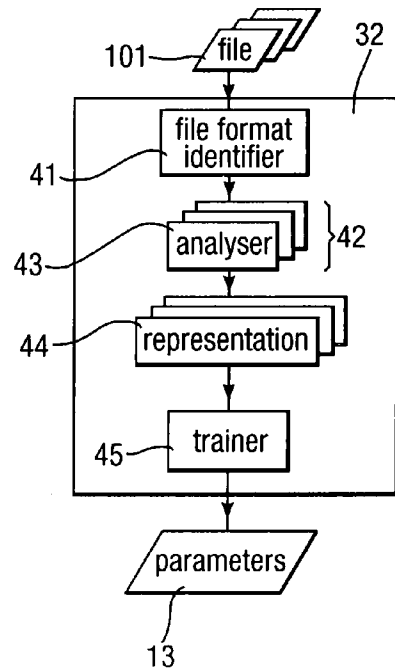 file
101
32
file format
identifier
41
analyser
43
42
representation
44
trainer
45
parameters
13